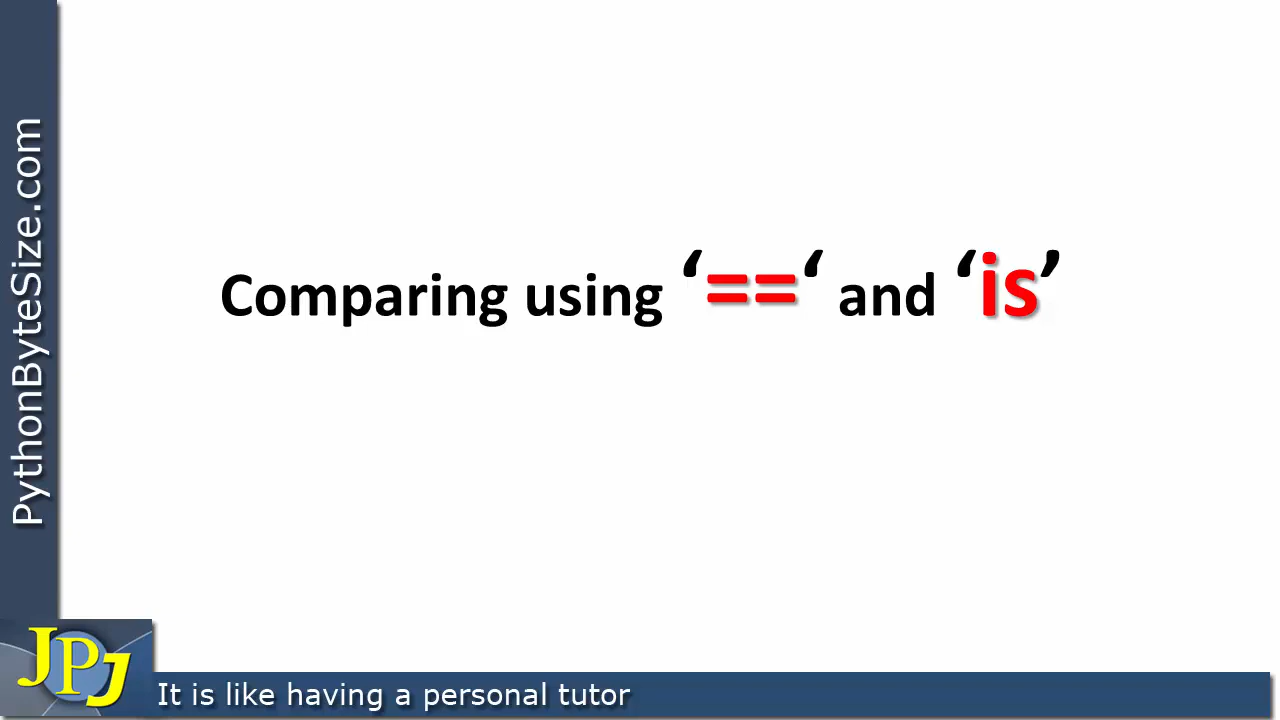 PythonByteSize.com
Comparing using ‘==‘ and ‘is’
JPJ
It is like having a personal tutor